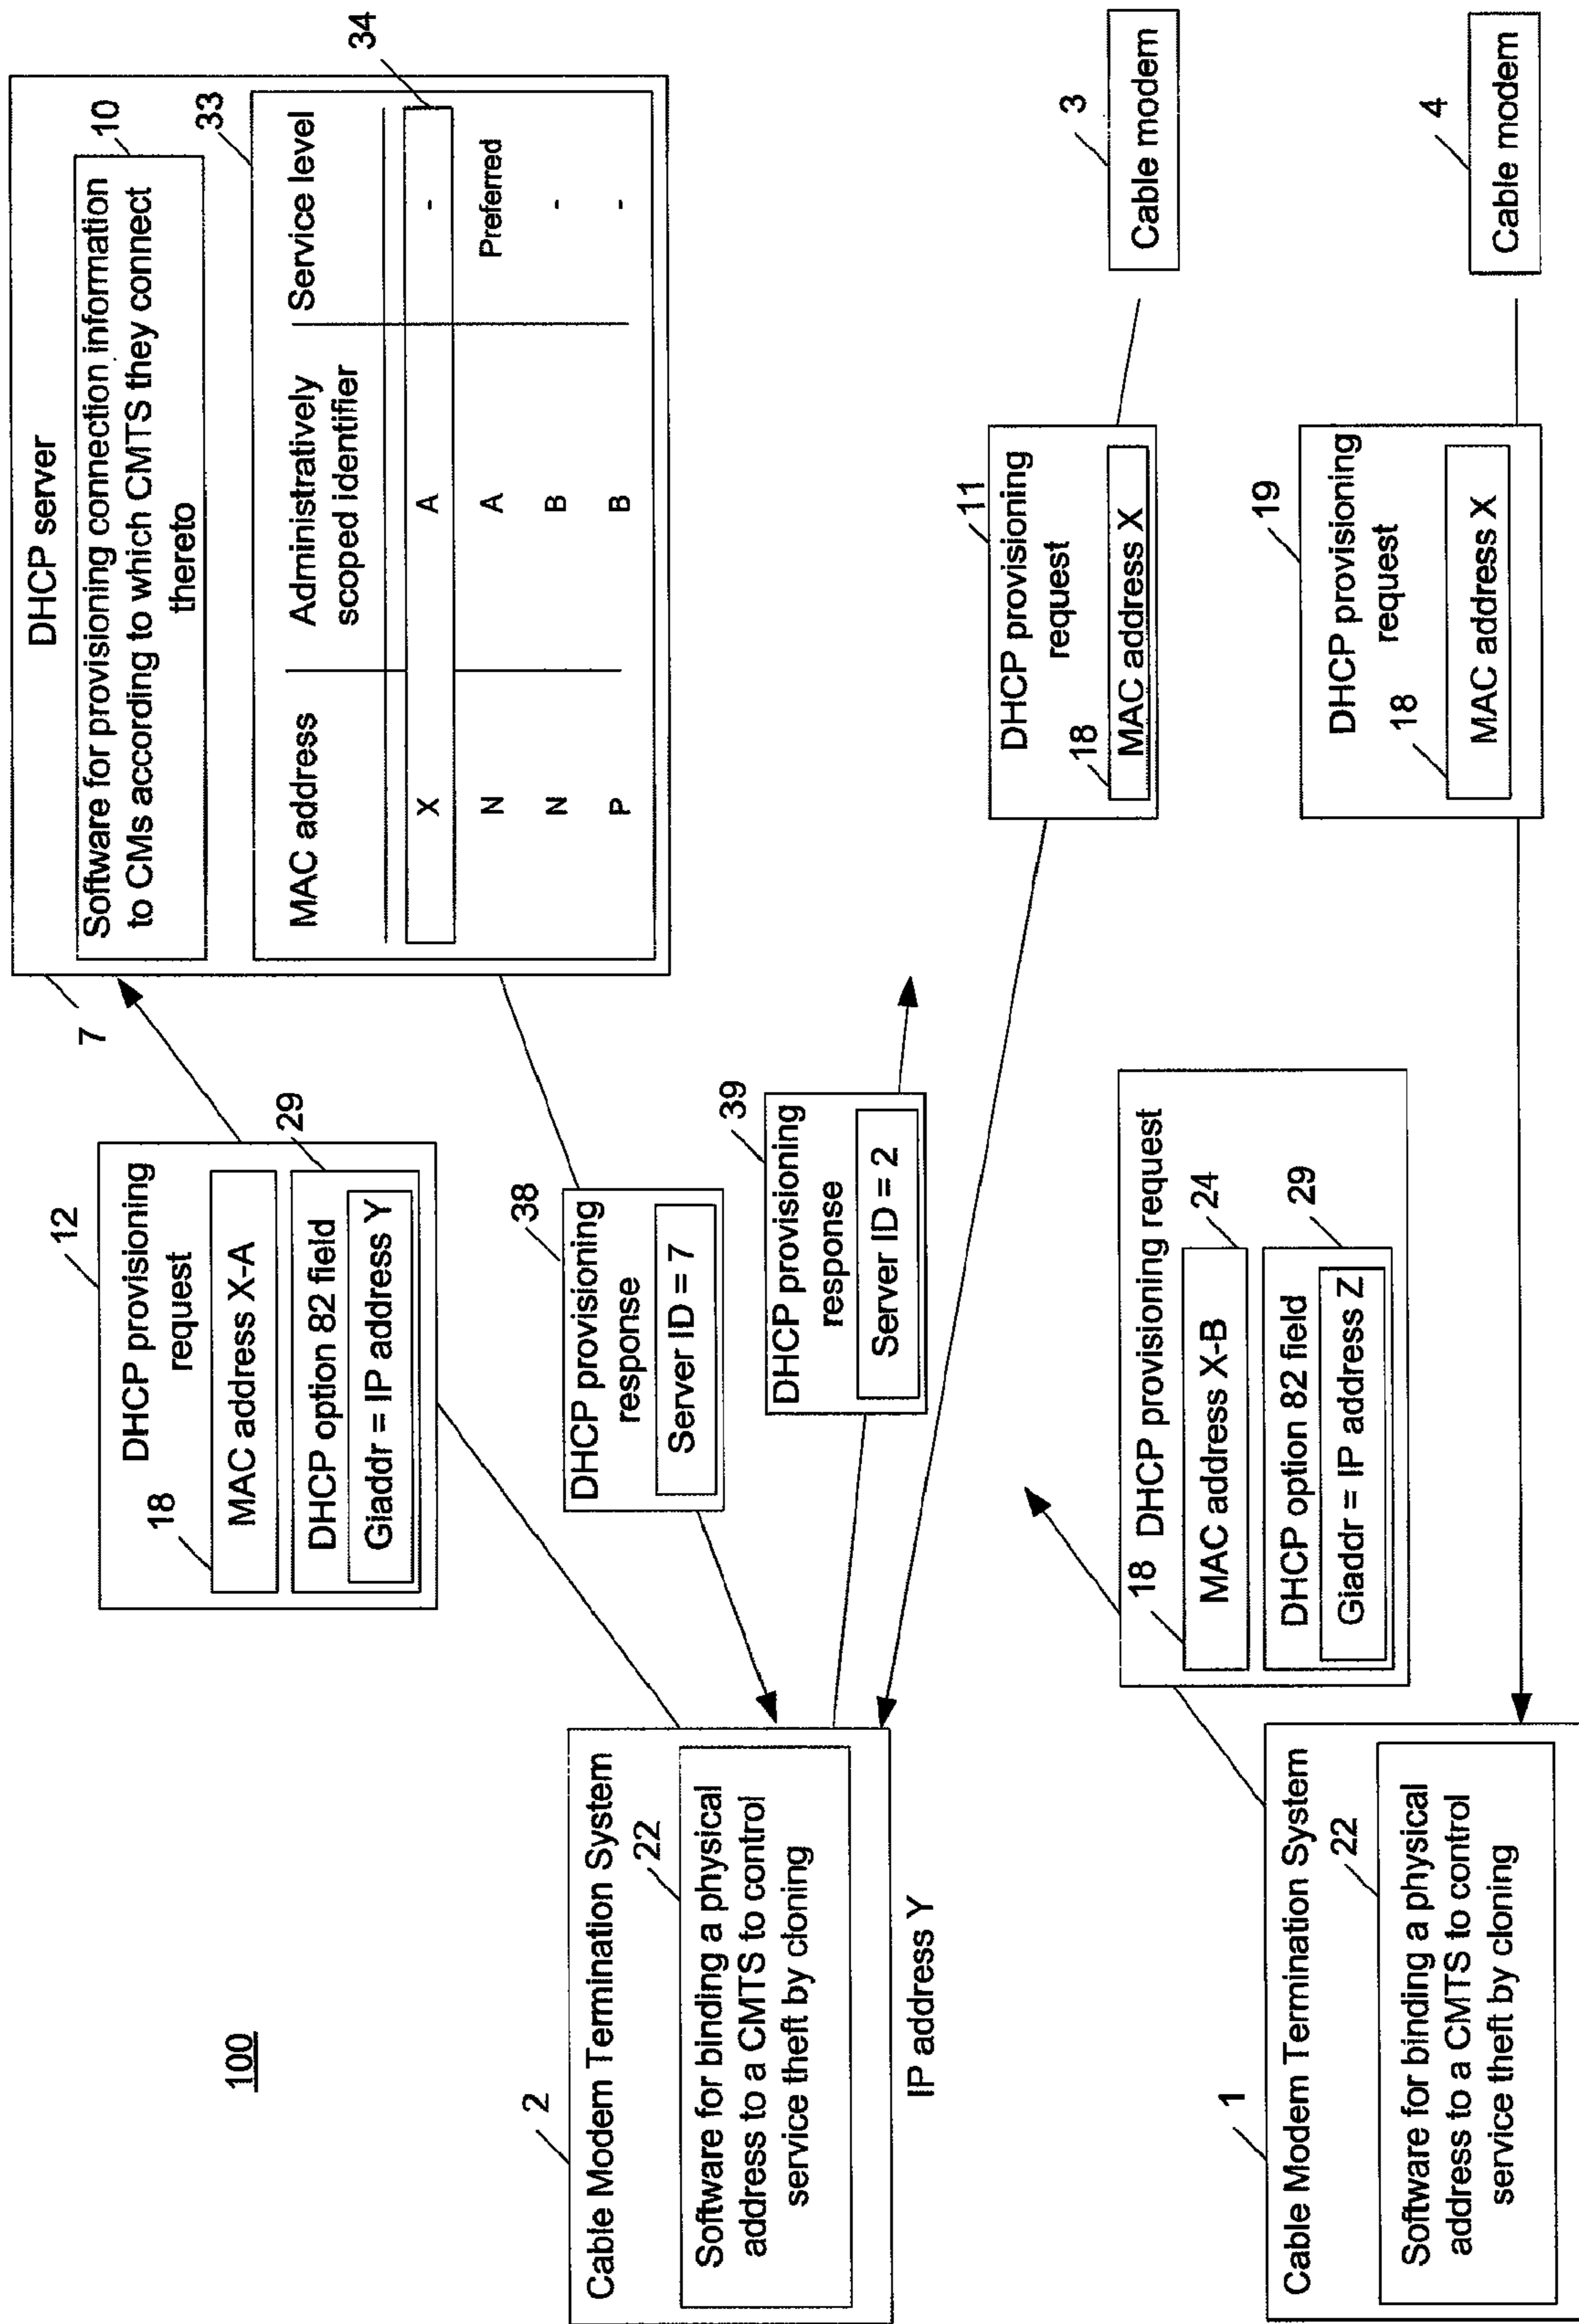 100
DHCP server
10
Software for provisioning connection information
to CMs according to which CMTS they connect
thereto
33
MAC address
Administratively
scoped identifier
Service level
34
X A -
N A Preferred
N B -
P B -
7
12
DHCP provisioning
request
18
MAC address X-A
29
DHCP option 82 field
Giaddr = IP address Y
38
DHCP provisioning
response
Server ID = 7
39
DHCP provisioning
response
Server ID = 2
2
Cable Modem Termination System
22
Software for binding a physical
address to a CMTS to control
service theft by cloning
IP address Y
11
DHCP provisioning
request
18
MAC address X
3
Cable modem
18
DHCP provisioning request
24
MAC address X-B
29
DHCP option 82 field
Giaddr = IP address Z
1
Cable Modem Termination System
22
Software for binding a physical
address to a CMTS to control
service theft by cloning
19
DHCP provisioning
request
18
MAC address X
4
Cable modem